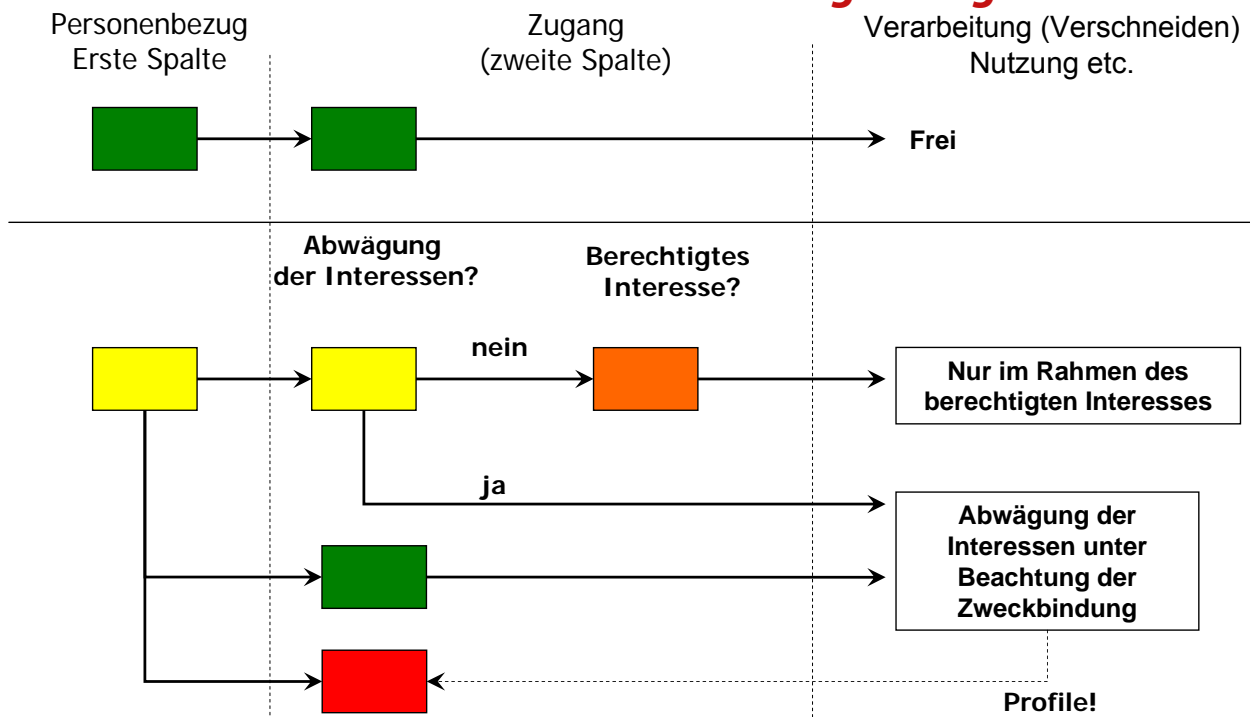 Personenbezug
Erste Spalte
Zugang
(zweite Spalte)
Verarbeitung (Verschneiden)
Nutzung etc.
Frei
Abwägung
der Interessen?
Berechtigtes
Interesse?
nein
Nur im Rahmen des
berechtigten Interesses
ja
Abwägung der
Interessen unter
Beachtung der
Zweckbindung
Profile!